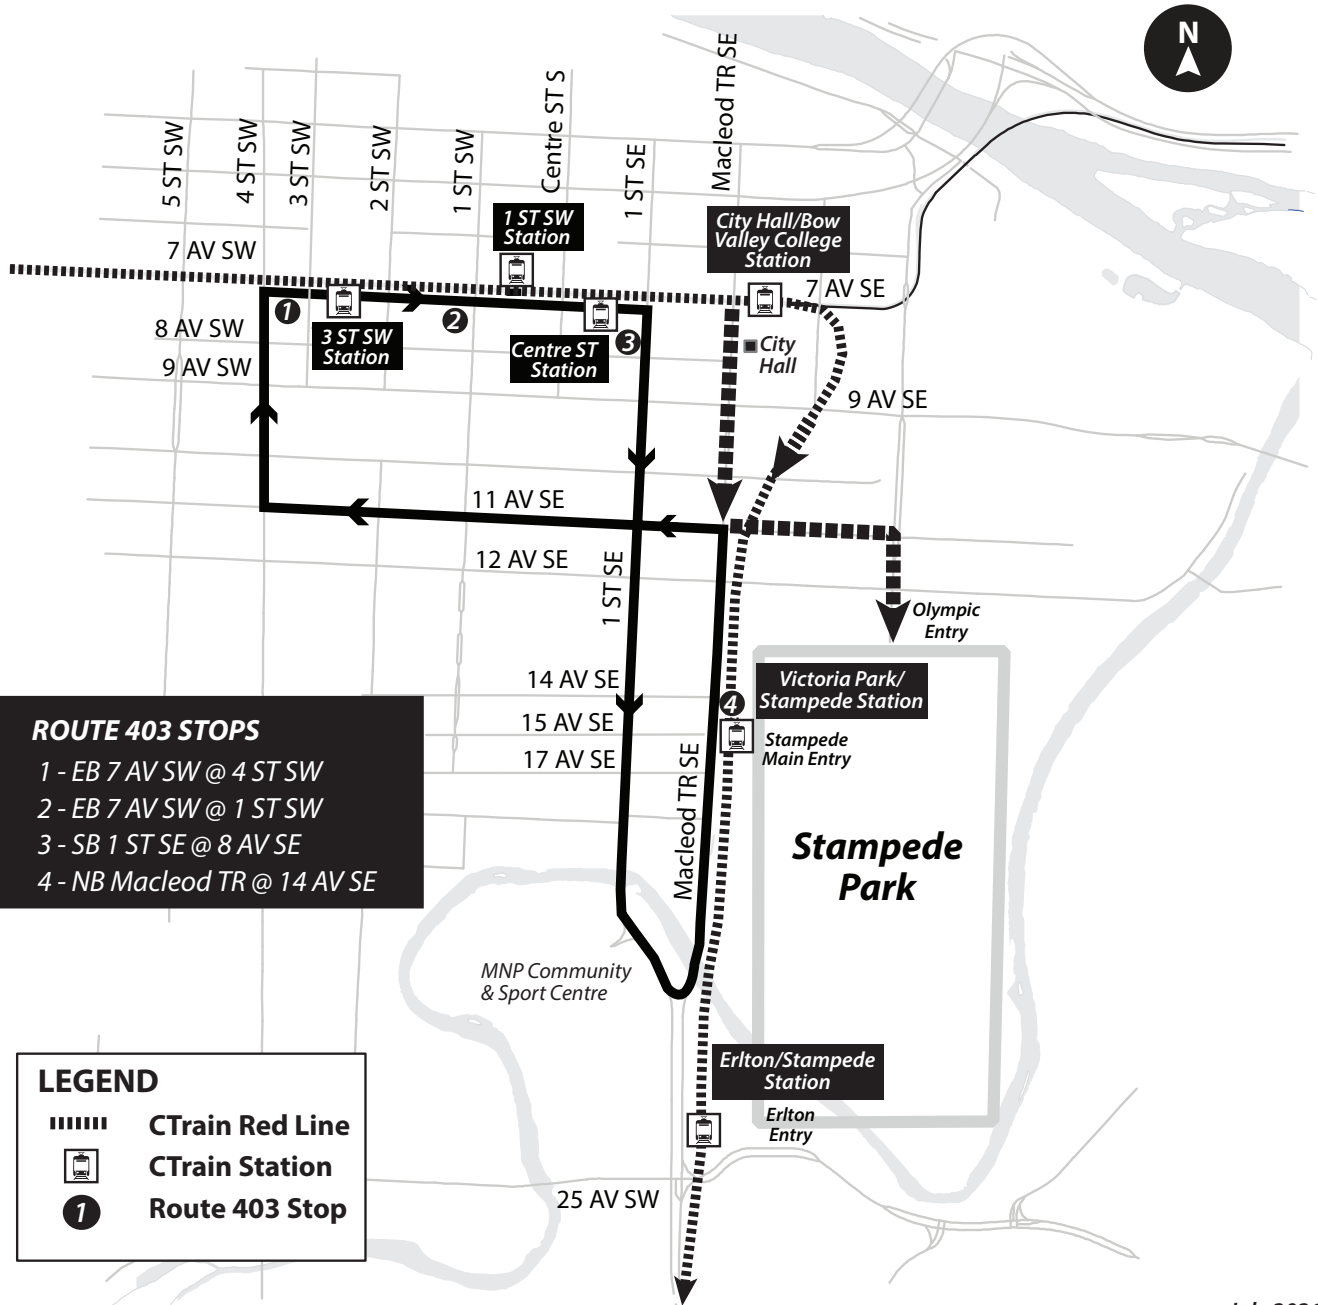 N
5 ST SW
4 ST SW
3 ST SW
2 ST SW
1 ST SW
Centre ST S
1 ST SE
Macleod TR SE
1 ST SW
Station
City Hall/Bow
Valley College
Station
7 AV SW
7 AV SE
1
2
3
8 AV SW
3 ST SW
Station
Centre ST
Station
City
Hall
9 AV SW
9 AV SE
11 AV SE
12 AV SE
1 ST SE
Olympic
Entry
14 AV SE
15 AV SE
17 AV SE
4
Victoria Park/
Stampede Station
Stampede
Main Entry
Macleod TR SE
ROUTE 403 STOPS
1 - EB 7 AV SW @ 4 ST SW
2 - EB 7 AV SW @ 1 ST SW
3 - SB 1 ST SE @ 8 AV SE
4 - NB Macleod TR @ 14 AV SE
Stampede
Park
MNP Community
& Sport Centre
Erlton/Stampede
Station
Erlton
Entry
25 AV SW
LEGEND
CTrain Red Line
CTrain Station
1 Route 403 Stop